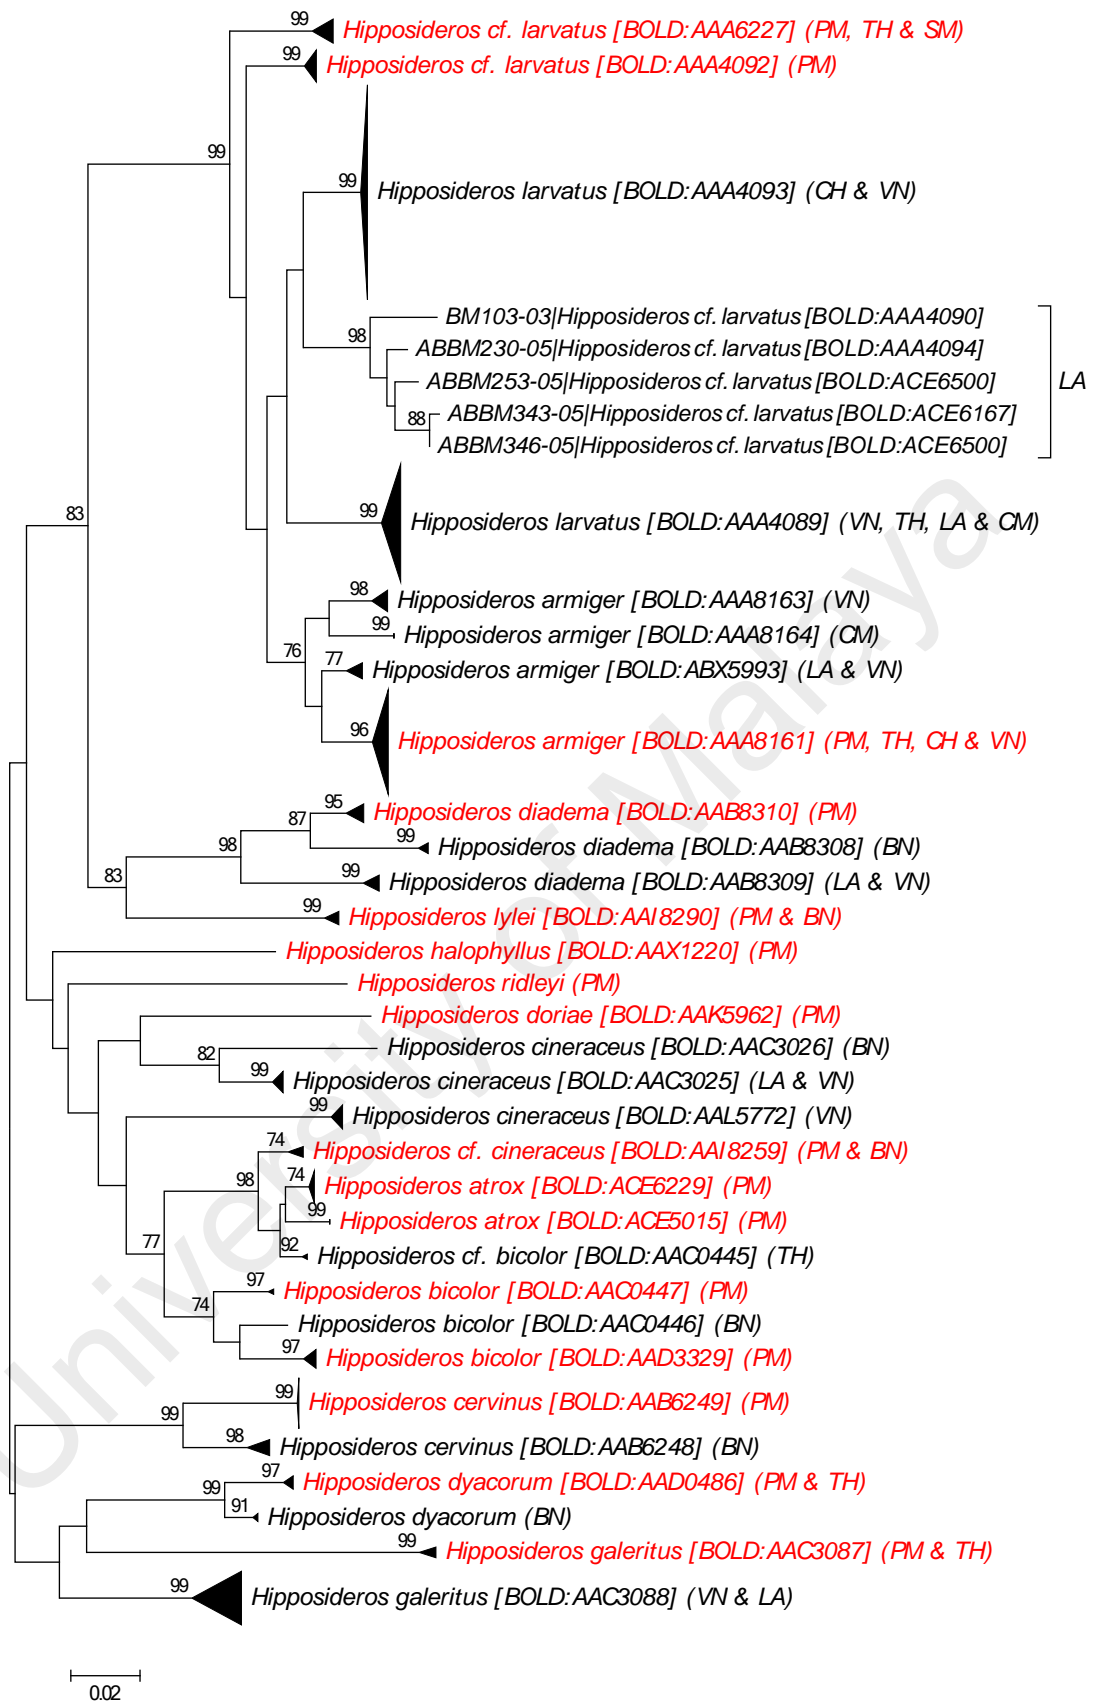 99 Hipposideros cf. larvatus [BOLD:AAA6227] (PM, TH & SM)
99 Hipposideros cf. larvatus [BOLD:AAA4092] (PM)
99
99 Hipposideros larvatus [BOLD:AAA4093] (CH & VN)
BM103-03|Hipposideros cf. larvatus [BOLD:AAA4090]
98
ABBM230-05|Hipposideros cf. larvatus [BOLD:AAA4094]
ABBM253-05|Hipposideros cf. larvatus [BOLD:ACE6500]
LA
ABBM343-05|Hipposideros cf. larvatus [BOLD:ACE6167]
88
ABBM346-05|Hipposideros cf. larvatus [BOLD:ACE6500]
83
99 Hipposideros larvatus [BOLD:AAA4089] (VN, TH, LA & CM)
98 Hipposideros armiger [BOLD:AAA8163] (VN)
99 Hipposideros armiger [BOLD:AAA8164] (CM)
76
77 Hipposideros armiger [BOLD:ABX5993] (LA & VN)
96 Hipposideros armiger [BOLD:AAA8161] (PM, TH, CH & VN)
95 Hipposideros diadema [BOLD:AAB8310] (PM)
87
99 Hipposideros diadema [BOLD:AAB8308] (BN)
98
99 Hipposideros diadema [BOLD:AAB8309] (LA & VN)
83
99 Hipposideros lylei [BOLD:AAI8290] (PM & BN)
Hipposideros halophyllus [BOLD:AAX1220] (PM)
Hipposideros ridleyi (PM)
Hipposideros doriae [BOLD:AAK5962] (PM)
Hipposideros cineraceus [BOLD:AAC3026] (BN)
82
99 Hipposideros cineraceus [BOLD:AAC3025] (LA & VN)
99 Hipposideros cineraceus [BOLD:AAL5772] (VN)
74 Hipposideros cf. cineraceus [BOLD:AAI8259] (PM & BN)
98
74 Hipposideros atrox [BOLD:ACE6229] (PM)
99 Hipposideros atrox [BOLD:ACE5015] (PM)
77
92 Hipposideros cf. bicolor [BOLD:AAC0445] (TH)
97 Hipposideros bicolor [BOLD:AAC0447] (PM)
74
Hipposideros bicolor [BOLD:AAC0446] (BN)
97 Hipposideros bicolor [BOLD:AAD3329] (PM)
99 Hipposideros cervinus [BOLD:AAB6249] (PM)
99
98 Hipposideros cervinus [BOLD:AAB6248] (BN)
97 Hipposideros dyacorum [BOLD:AAD0486] (PM & TH)
99
91 Hipposideros dyacorum (BN)
99 Hipposideros galeritus [BOLD:AAC3087] (PM & TH)
99 Hipposideros galeritus [BOLD:AAC3088] (VN & LA)
0.02
University of Malaya